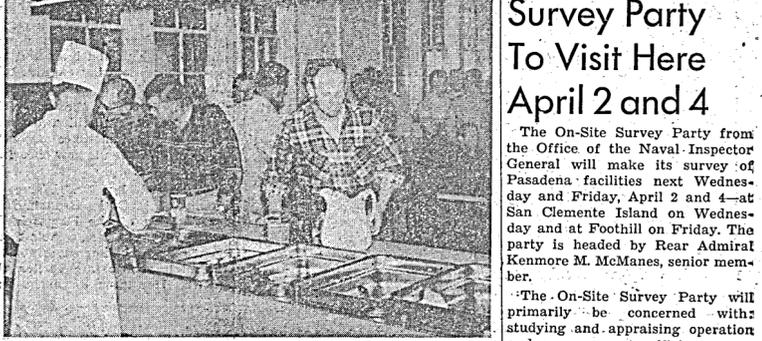 Survey Party
To Visit Here
April 2 and 4
The On-Site Survey Party from
the Office of the Naval Inspector
General will make its survey of
Pasadena facilities next Wednes-
day and Friday, April 2 and 4—at
San Clemente Island on Wednes-
day and at Foothill on Friday. The
party is headed by Rear Admiral
Kenmore M. McManes, senior mem-
ber.
The On-Site Survey Party will
primarily be concerned with
studying and appraising operation